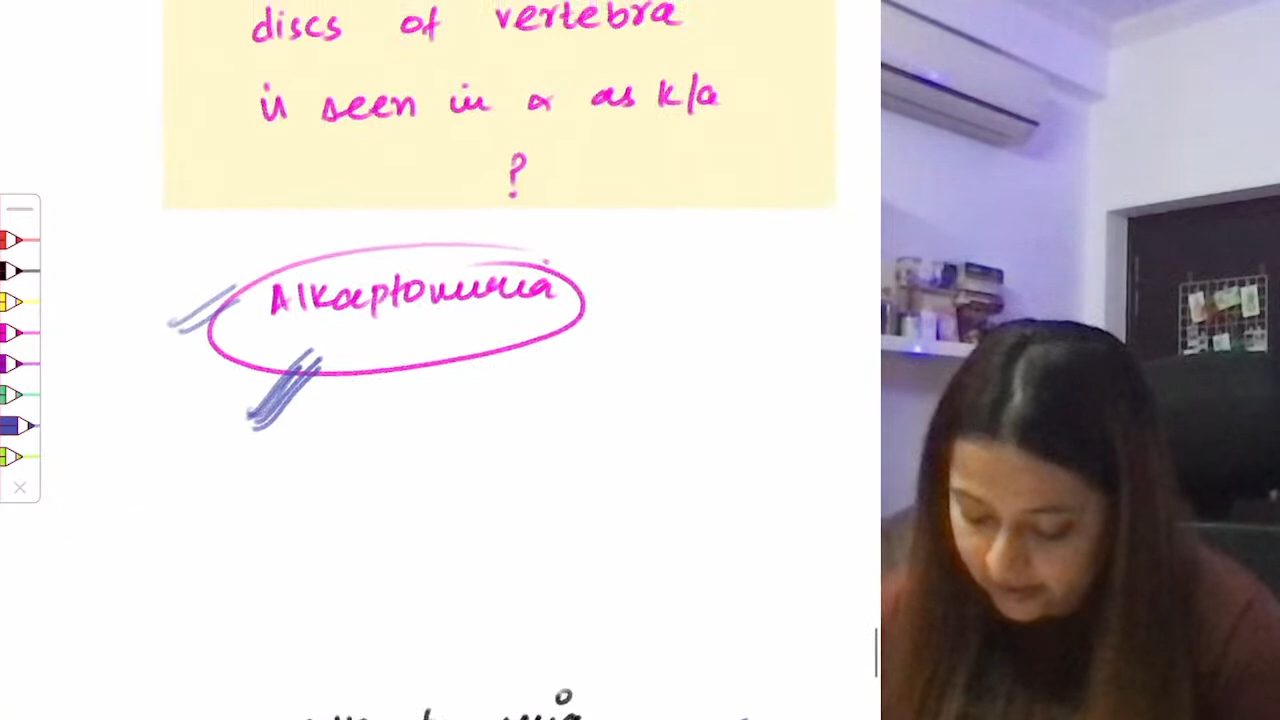 discs of vertebra
is seen in a as k/a
?
Alkaptonuria